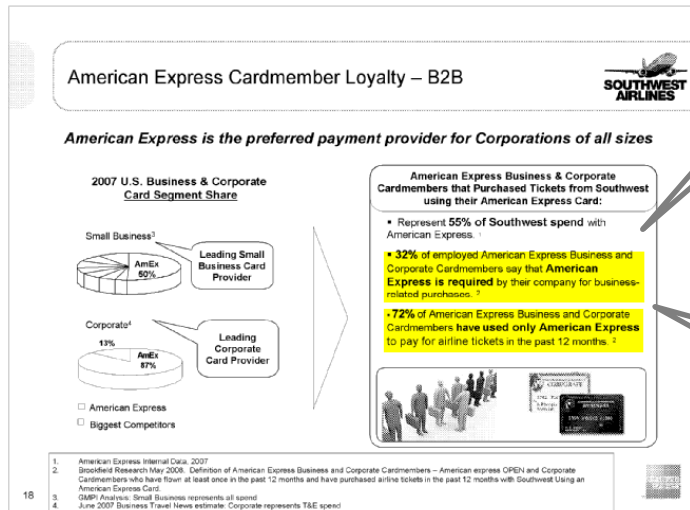 American Express Cardmember Loyalty – B2B
SOUTHWEST
AIRLINES
American Express is the preferred payment provider for Corporations of all sizes
2007 U.S. Business & Corporate
Card Segment Share
Small Business3
AmEx
50%
Leading Small
Business Card
Provider
Corporate4
13%
AmEx
87%
Leading
Corporate
Card Provider
American Express
Biggest Competitors
American Express Business & Corporate
Cardmembers that Purchased Tickets from Southwest
using their American Express Card:
▪ Represent 55% of Southwest spend with
American Express. 1
▪ 32% of employed American Express Business and
Corporate Cardmembers say that American
Express is required by their company for business-
related purchases. 2
▪ 72% of American Express Business and Corporate
Cardmembers have used only American Express
to pay for airline tickets in the past 12 months. 2
CORPORATE
1. American Express Internal Data, 2007
2. Brookfield Research May 2008. Definition of American Express Business and Corporate Cardmembers – American express OPEN and Corporate
Cardmembers who have flown at least once in the past 12 months and have purchased airline tickets in the past 12 months with Southwest Using an
American Express Card.
3. GMPI Analysis: Small Business represents all spend
4. June 2007 Business Travel News estimate: Corporate represents T&E spend
18